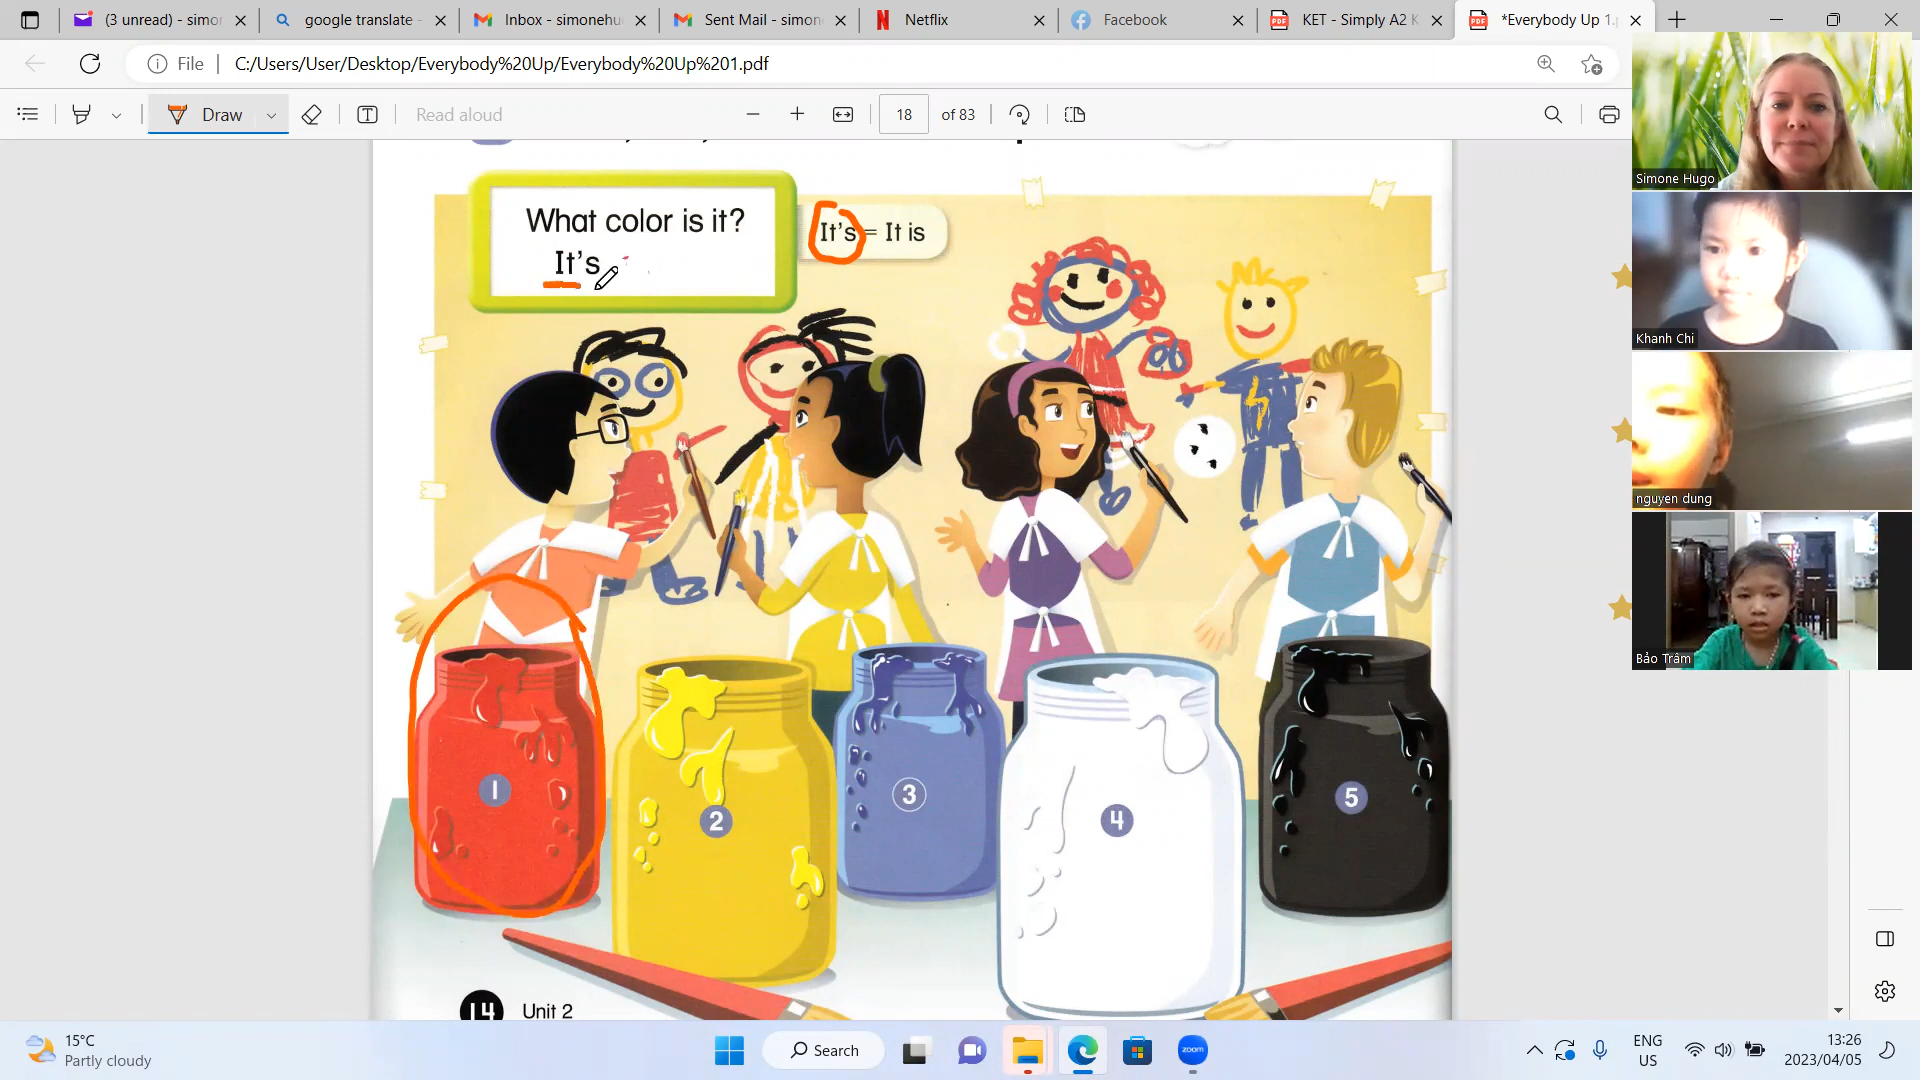 (3 unread) - simo
google translate -
Inbox - simonehu
Sent Mail - simon
Netflix
Facebook
KET - Simply A2 K
*Everybody Up 1.p
File
C:/Users/User/Desktop/Everybody%20Up/Everybody%20Up%201.pdf
Draw
Read aloud
18
of 83
What color is it?
It's
It's = It is
1
2
3
4
5
14
Unit 2
Simone Hugo
Khanh Chi
nguyen dung
Bảo Trâm
15°C
Partly cloudy
Search
zoom
ENG
US
13:26
2023/04/05